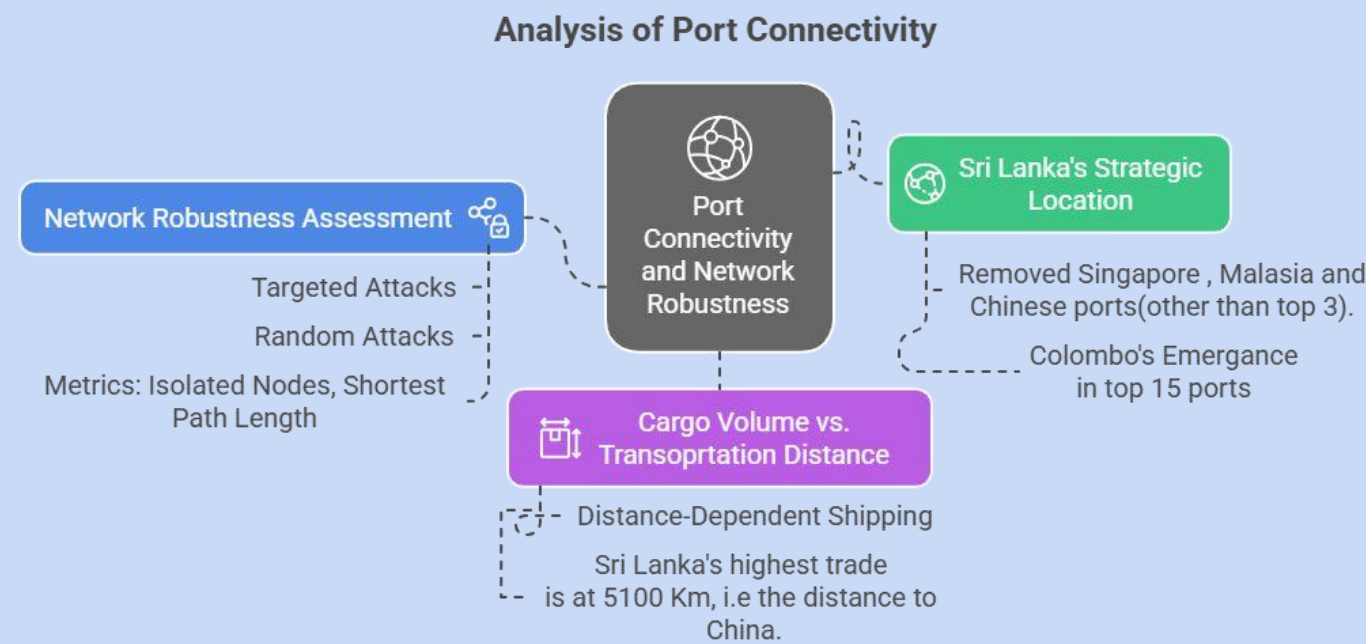 Analysis of Port Connectivity
Port
Connectivity
and Network
Robustness
Network Robustness Assessment
Targeted Attacks
Random Attacks
Metrics: Isolated Nodes, Shortest
Path Length
Sri Lanka's Strategic
Location
Removed Singapore , Malasia and
Chinese ports(other than top 3).
Colombo's Emergance
in top 15 ports
Cargo Volume vs.
Transoprtation Distance
Distance-Dependent Shipping
Sri Lanka's highest trade
is at 5100 Km, i.e the distance to
China.